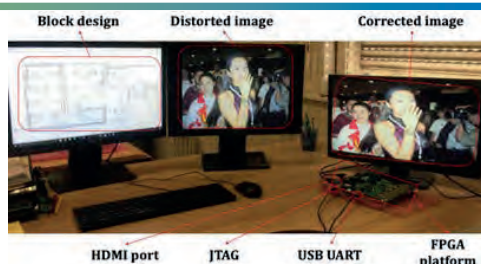 Block design
Distorted image
Corrected image
HDMI port
JTAG
USB UART
FPGA
platform